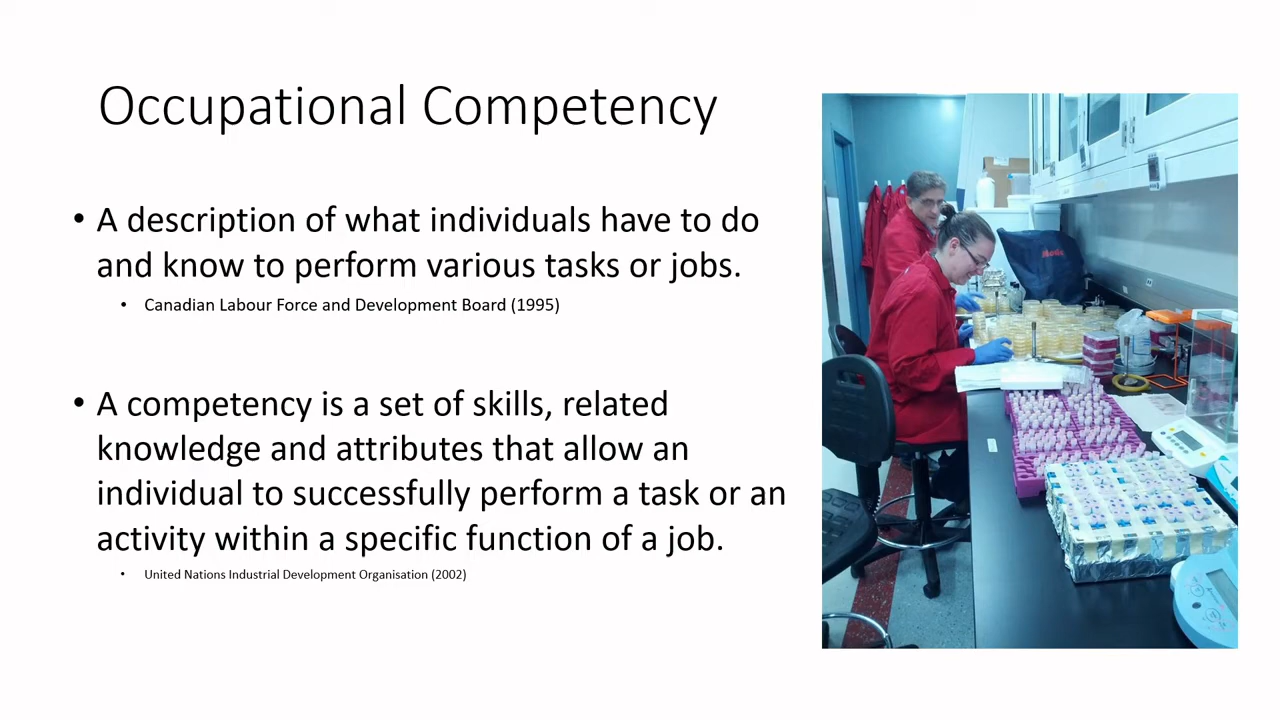 Occupational Competency
• A description of what individuals have to do
and know to perform various tasks or jobs.
• Canadian Labour Force and Development Board (1995)
• A competency is a set of skills, related
knowledge and attributes that allow an
individual to successfully perform a task or an
activity within a specific function of a job.
• United Nations Industrial Development Organisation (2002)